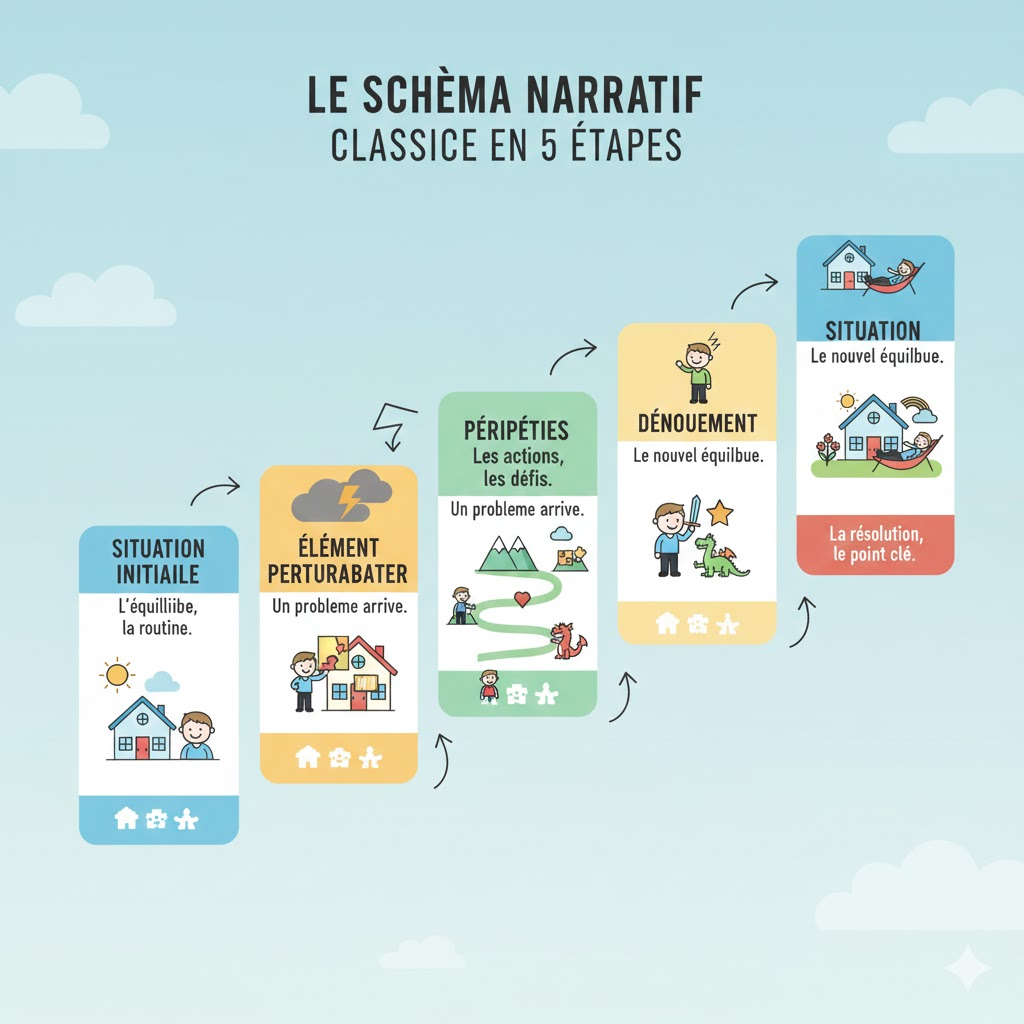 LE SCHÈMA NARRATIF
CLASSICE EN 5 ÉTAPES
SITUATION
INITIAILE
L'équiliibe,
la routine.
ÉLÉMENT
PERTURABATER
Un probleme arrive.
PÉRIPÉTIES
Les actions,
les défis.
Un probleme arrive.
DÉNOUEMENT
Le nouvel équilbue.
SITUATION
Le nouvel équilbue.
La résolution,
le point clé.